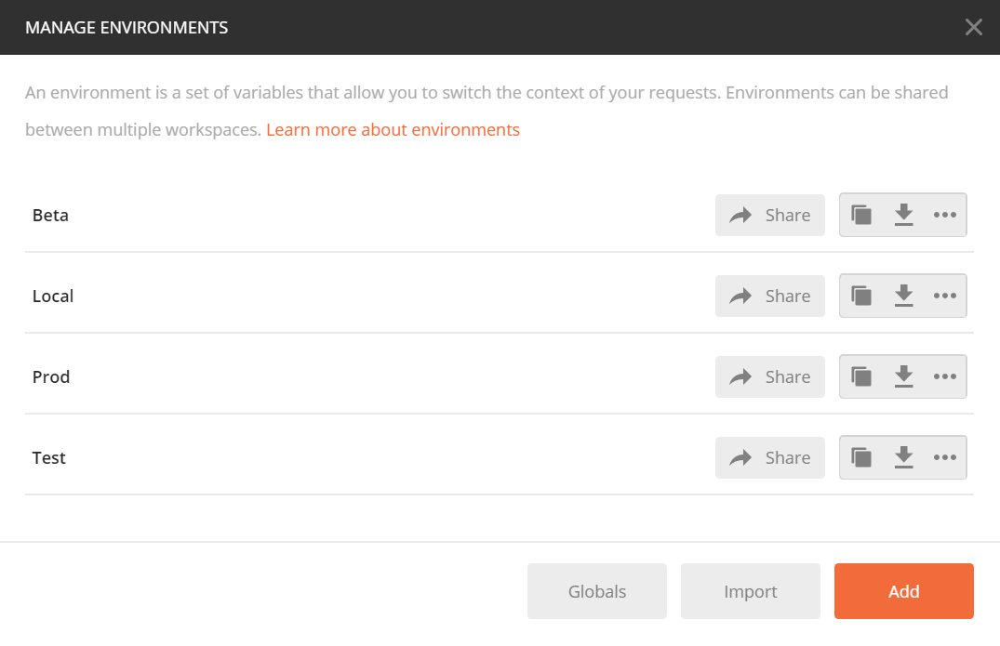 MANAGE ENVIRONMENTS
An environment is a set of variables that allow you to switch the context of your requests. Environments can be shared
between multiple workspaces. Learn more about environments
Beta Share
Local Share
Prod Share
Test Share
Globals Import Add